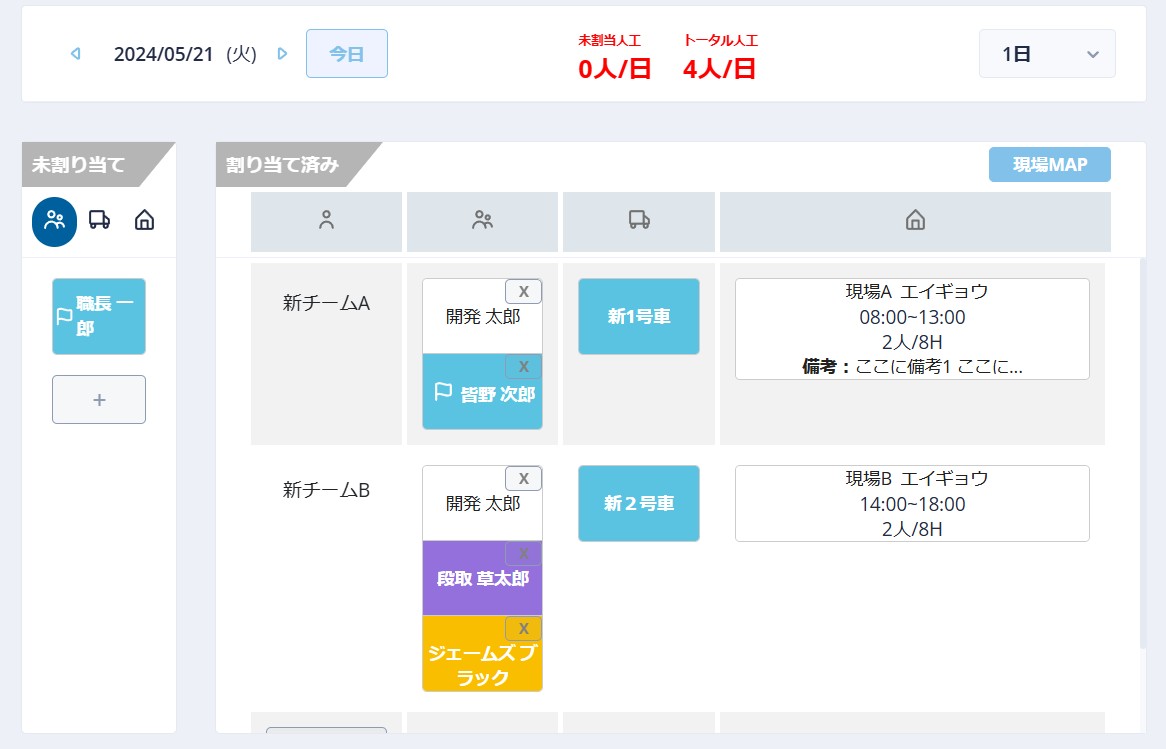 2024/05/21 (火)
今日
未割当人工
0人/日
トータル人工
4人/日
1日
未割り当て
職長 一
郎
+
割り当て済み
現場MAP
新チームA
X
開発 太郎
X
皆野 次郎
新1号車
現場A エイギョウ
08:00~13:00
2人/8H
備考：ここに備考1 ここに...
新チームB
X
開発 太郎
X
段取 草太郎
X
ジェームズ ブ
ラック
新２号車
現場B エイギョウ
14:00~18:00
2人/8H